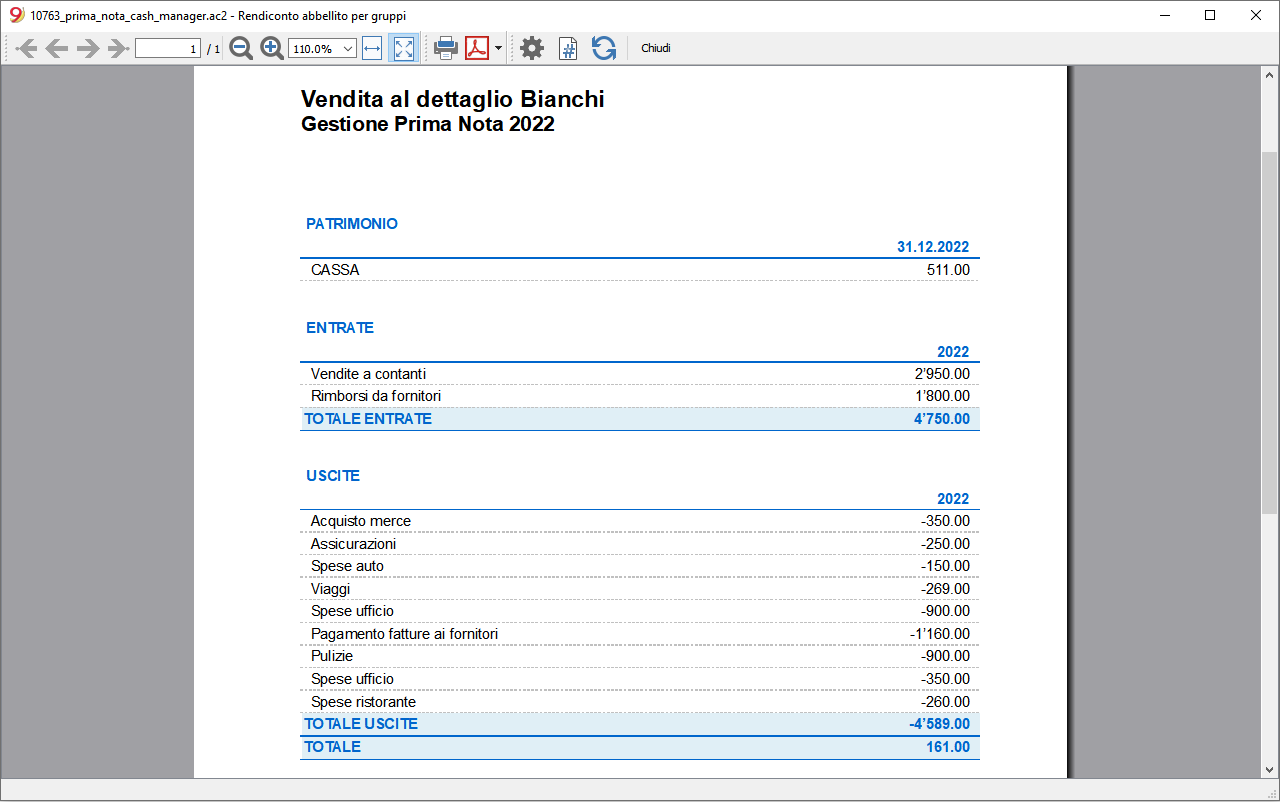 10763_prima_nota_cash_manager.ac2 - Rendiconto abbellito per gruppi
1 / 1 110.0% Chiudi
Vendita al dettaglio Bianchi
Gestione Prima Nota 2022
PATRIMONIO
31.12.2022
CASSA 511.00
ENTRATE
2022
Vendite a contanti 2'950.00
Rimborsi da fornitori 1'800.00
TOTALE ENTRATE 4'750.00
USCITE
2022
Acquisto merce -350.00
Assicurazioni -250.00
Spese auto -150.00
Viaggi -269.00
Spese ufficio -900.00
Pagamento fatture ai fornitori -1'160.00
Pulizie -900.00
Spese ufficio -350.00
Spese ristorante -260.00
TOTALE USCITE -4'589.00
TOTALE 161.00